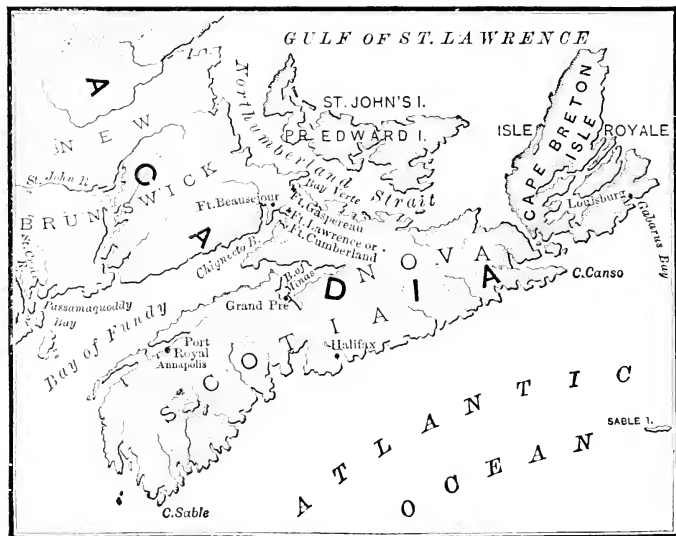 GULF OF ST. LAWRENCE
ACADIA
NEW
BRUNSWICK
Northumberland
Strait
ST. JOHN'S I.
PR. EDWARD I.
ISLE ROYALE
CAPE BRETON
ISLE
Louisburg
Gabarus Bay
St. John R.
Bay Verte
Ft. Beausejour
Ft. Gaspereau
Ft. Lawrence or
Ft. Cumberland
Chignecto B.
B. of
Minas
NOVA
SCOTIA
C. Canso
Passamaquoddy
Bay
Grand Pré
Bay of Fundy
Port
Royal
Annapolis
Halifax
ATLANTIC
OCEAN
SABLE I.
C. Sable